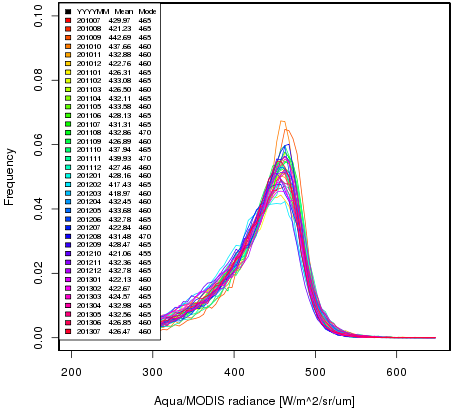 YYYYMM Mean Mode
201007 429.97 465
201008 421.23 465
201009 442.69 465
201010 437.66 460
201011 432.88 460
201012 422.76 460
201101 426.31 465
201102 433.08 465
201103 426.50 460
201104 432.11 465
201105 433.58 460
201106 428.13 465
201107 431.31 465
201108 432.86 470
201109 426.90 460
201110 437.94 465
201111 439.93 470
201112 427.46 460
201201 428.16 460
201202 417.43 465
201203 418.97 460
201204 432.45 460
201205 433.68 460
201206 432.78 465
201207 422.84 460
201208 431.48 470
201209 428.47 465
201210 421.06 455
201211 432.36 465
201212 432.78 465
201301 422.13 460
201302 422.67 460
201303 424.57 465
201304 432.98 465
201305 432.56 465
201306 426.85 460
201307 426.47 460
Frequency
0.10
0.08
0.06
0.04
0.02
0.00
200 300 400 500 600
Aqua/MODIS radiance [W/m^2/sr/um]